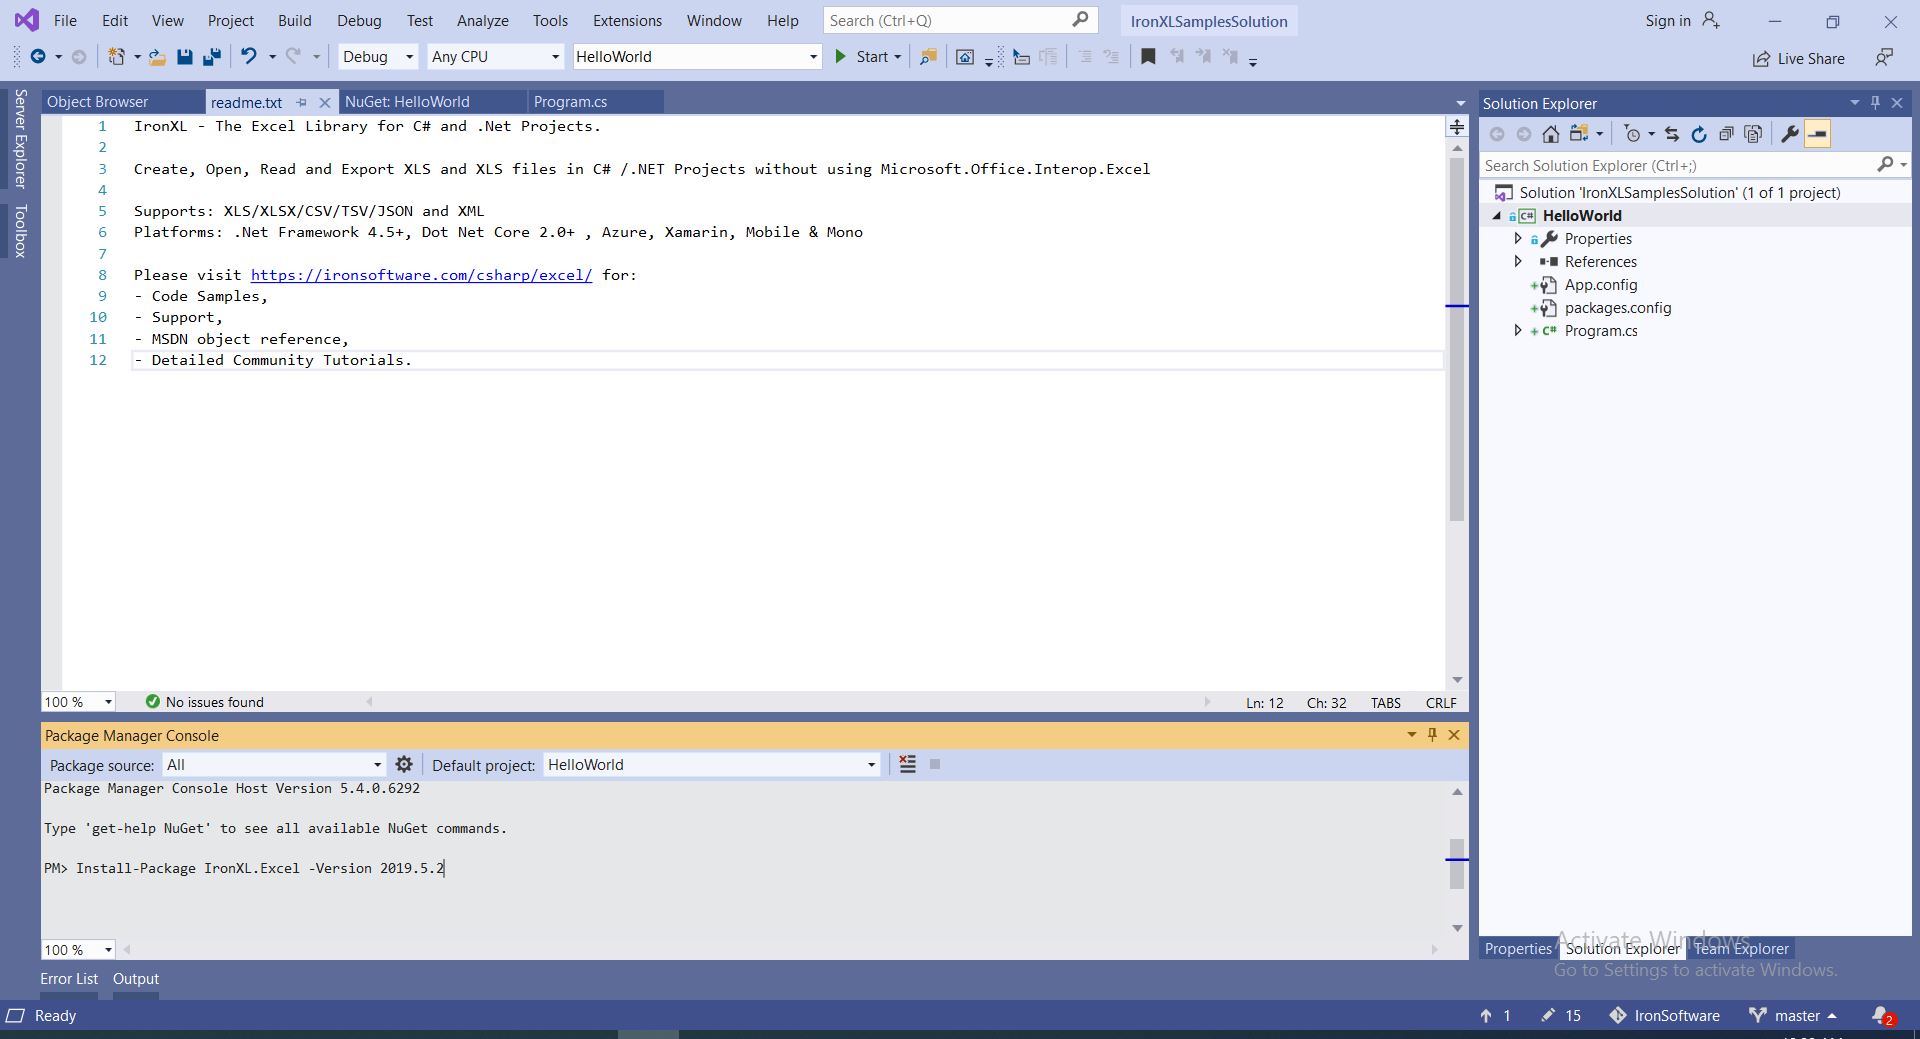 File Edit View Project Build Debug Test Analyze Tools Extensions Window Help Search (Ctrl+Q) IronXLSamplesSolution Sign in
Debug Any CPU HelloWorld Start Live Share
Server Explorer
Toolbox
Object Browser readme.txt NuGet: HelloWorld Program.cs
1 IronXL - The Excel Library for C# and .Net Projects.
2
3 Create, Open, Read and Export XLS and XLS files in C# /.NET Projects without using Microsoft.Office.Interop.Excel
4
5 Supports: XLS/XLSX/CSV/TSV/JSON and XML
6 Platforms: .Net Framework 4.5+, Dot Net Core 2.0+ , Azure, Xamarin, Mobile & Mono
7
8 Please visit https://ironsoftware.com/csharp/excel/ for:
9 - Code Samples,
10 - Support,
11 - MSDN object reference,
12 - Detailed Community Tutorials.
100 % No issues found Ln: 12 Ch: 32 TABS CRLF
Package Manager Console
Package source: All Default project: HelloWorld
Package Manager Console Host Version 5.4.0.6292
Type 'get-help NuGet' to see all available NuGet commands.
PM> Install-Package IronXL.Excel -Version 2019.5.2
100 %
Error List Output
Solution Explorer
Search Solution Explorer (Ctrl+;)
Solution 'IronXLSamplesSolution' (1 of 1 project)
C# HelloWorld
Properties
References
App.config
packages.config
C# Program.cs
Activate Windows
Properties Solution Explorer Team Explorer
Go to Settings to activate Windows.
Ready 1 15 IronSoftware master 2